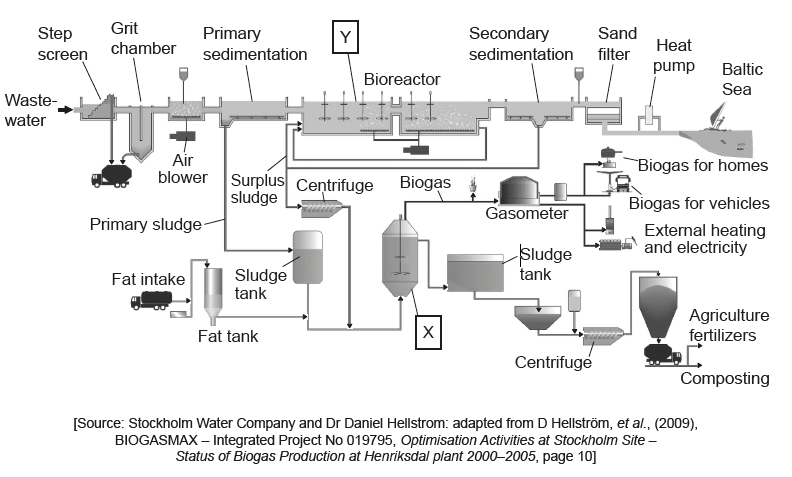 Step
screen
Grit
chamber
Primary
sedimentation
Y
Bioreactor
Secondary
sedimentation
Sand
filter
Heat
pump
Baltic
Sea
Waste-
water
Air
blower
Surplus
sludge
Centrifuge
Biogas
Gasometer
Biogas for homes
Biogas for vehicles
External heating
and electricity
Primary sludge
Sludge
tank
Sludge
tank
Fat intake
Fat tank
X
Centrifuge
Agriculture
fertilizers
Composting
[Source: Stockholm Water Company and Dr Daniel Hellstrom: adapted from D Hellström, et al., (2009),
BIOGASMAX – Integrated Project No 019795, Optimisation Activities at Stockholm Site –
Status of Biogas Production at Henriksdal plant 2000–2005, page 10]